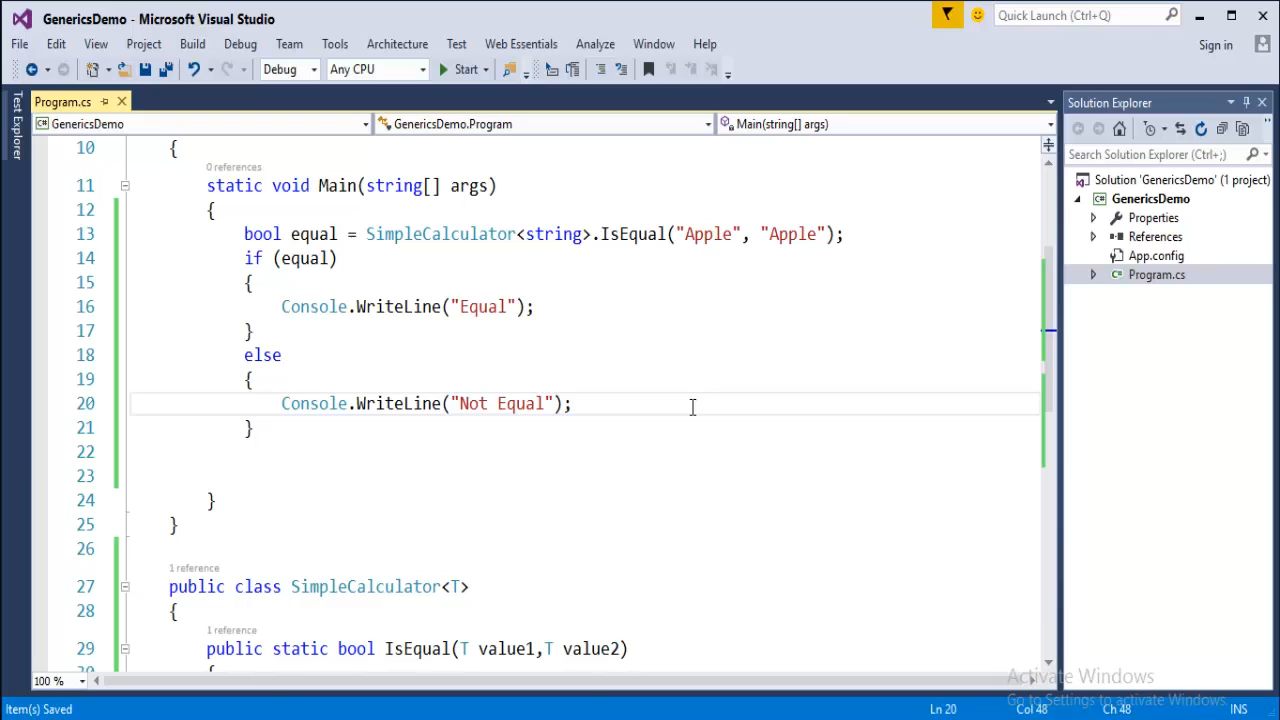 GenericsDemo - Microsoft Visual Studio
Quick Launch (Ctrl+Q)
File Edit View Project Build Debug Team Tools Architecture Test Web Essentials Analyze Window Help
Sign in
Debug Any CPU Start
Test Explorer
Program.cs
GenericsDemo GenericsDemo.Program Main(string[] args)
10 {
0 references
11 static void Main(string[] args)
12 {
13 bool equal = SimpleCalculator<string>.IsEqual("Apple", "Apple");
14 if (equal)
15 {
16 Console.WriteLine("Equal");
17 }
18 else
19 {
20 Console.WriteLine("Not Equal");
21 }
22
23
24 }
25 }
26
1 reference
27 public class SimpleCalculator<T>
28 {
1 reference
29 public static bool IsEqual(T value1,T value2)
30 {
100 %
Solution Explorer
Search Solution Explorer (Ctrl+;)
Solution 'GenericsDemo' (1 project)
GenericsDemo
Properties
References
App.config
Program.cs
Activate Windows
Go to Settings to activate Windows.
Item(s) Saved Ln 20 Col 48 Ch 48 INS